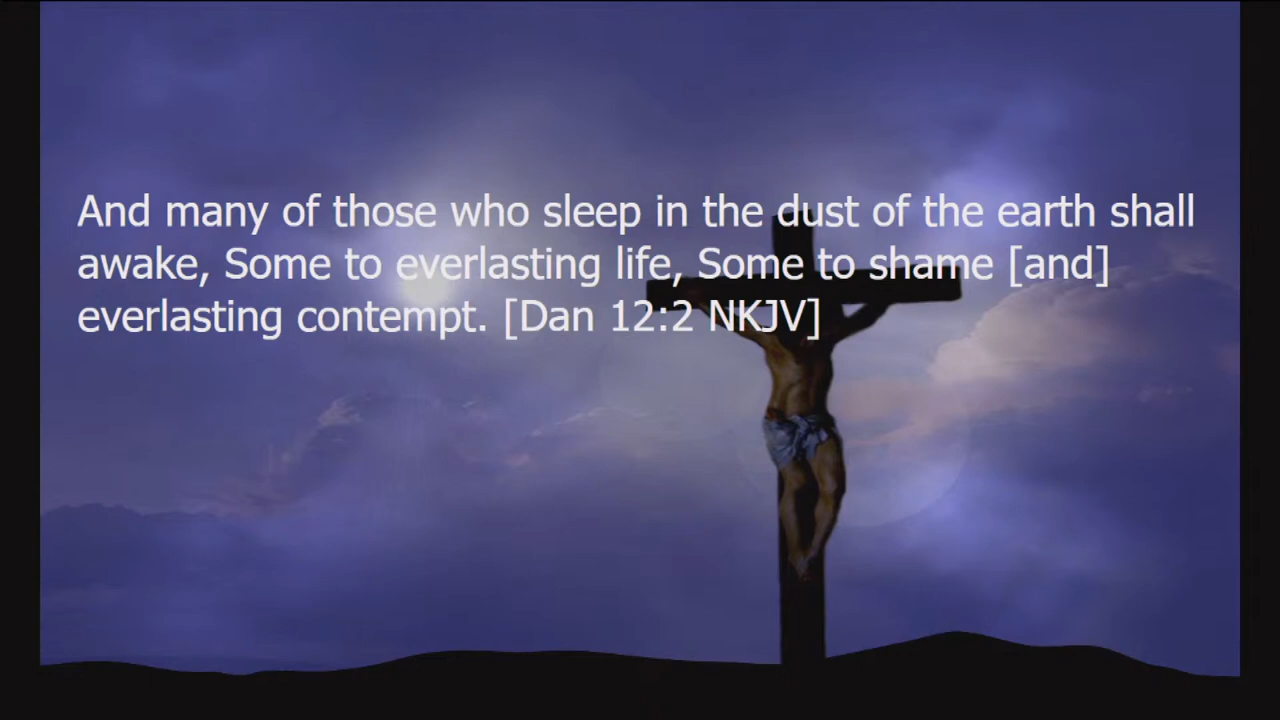 And many of those who sleep in the dust of the earth shall
awake, Some to everlasting life, Some to shame [and]
everlasting contempt. [Dan 12:2 NKJV]